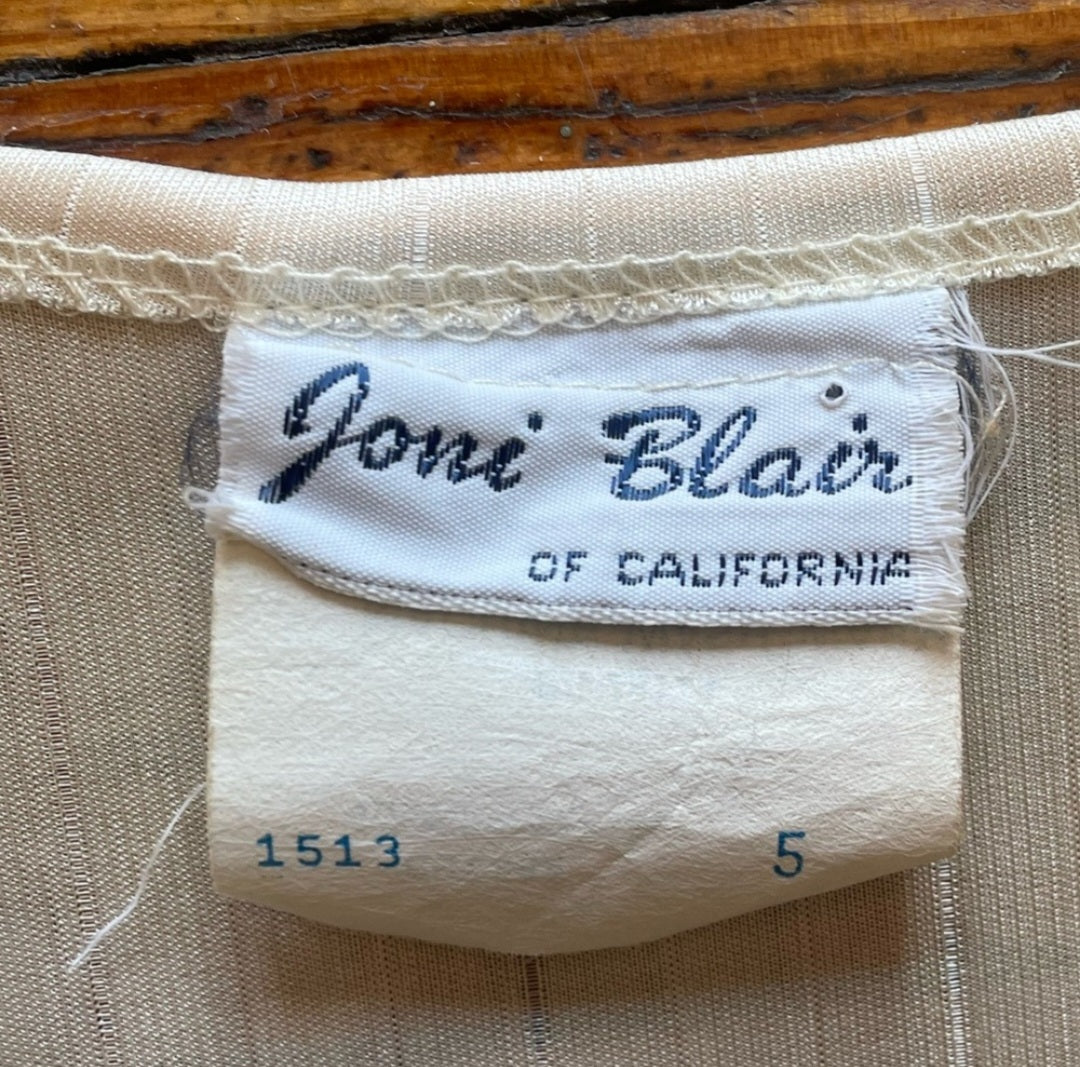 Joni Blair
OF CALIFORNIA
1513 5